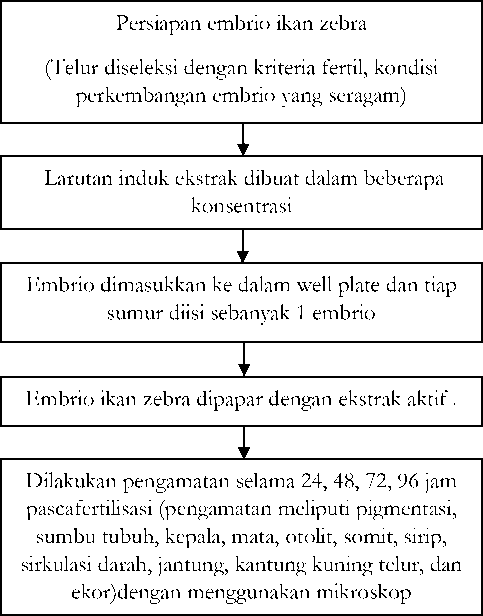 Persiapan embrio ikan zebra
(Telur diseleksi dengan kriteria fertil, kondisi
perkembangan embrio yang seragam)
Larutan induk ekstrak dibuat dalam beberapa
konsentrasi
Embrio dimasukkan ke dalam well plate dan tiap
sumur diisi sebanyak 1 embrio
Embrio ikan zebra dipapar dengan ekstrak aktif .
Dilakukan pengamatan selama 24, 48, 72, 96 jam
pascafertilisasi (pengamatan meliputi pigmentasi,
sumbu tubuh, kepala, mata, otolit, somit, sirip,
sirkulasi darah, jantung, kantung kuning telur, dan
ekor)dengan menggunakan mikroskop